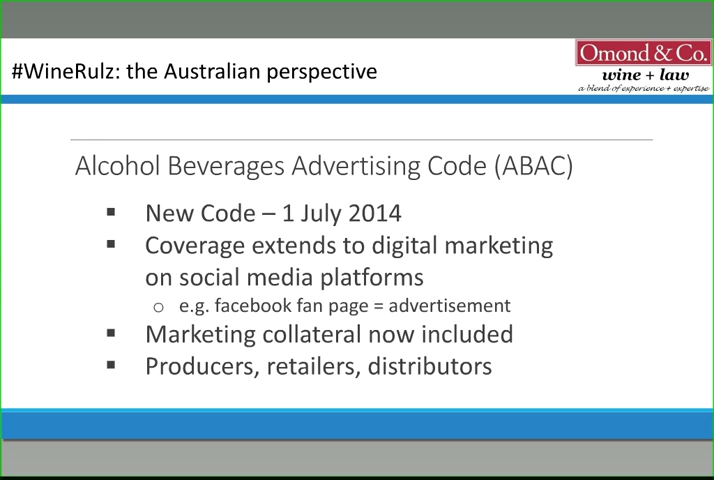 Omond & Co.
#WineRulz: the Australian perspective
wine + law
a blend of experience + expertise
Alcohol Beverages Advertising Code (ABAC)
▪ New Code – 1 July 2014
▪ Coverage extends to digital marketing
on social media platforms
o e.g. facebook fan page = advertisement
▪ Marketing collateral now included
▪ Producers, retailers, distributors